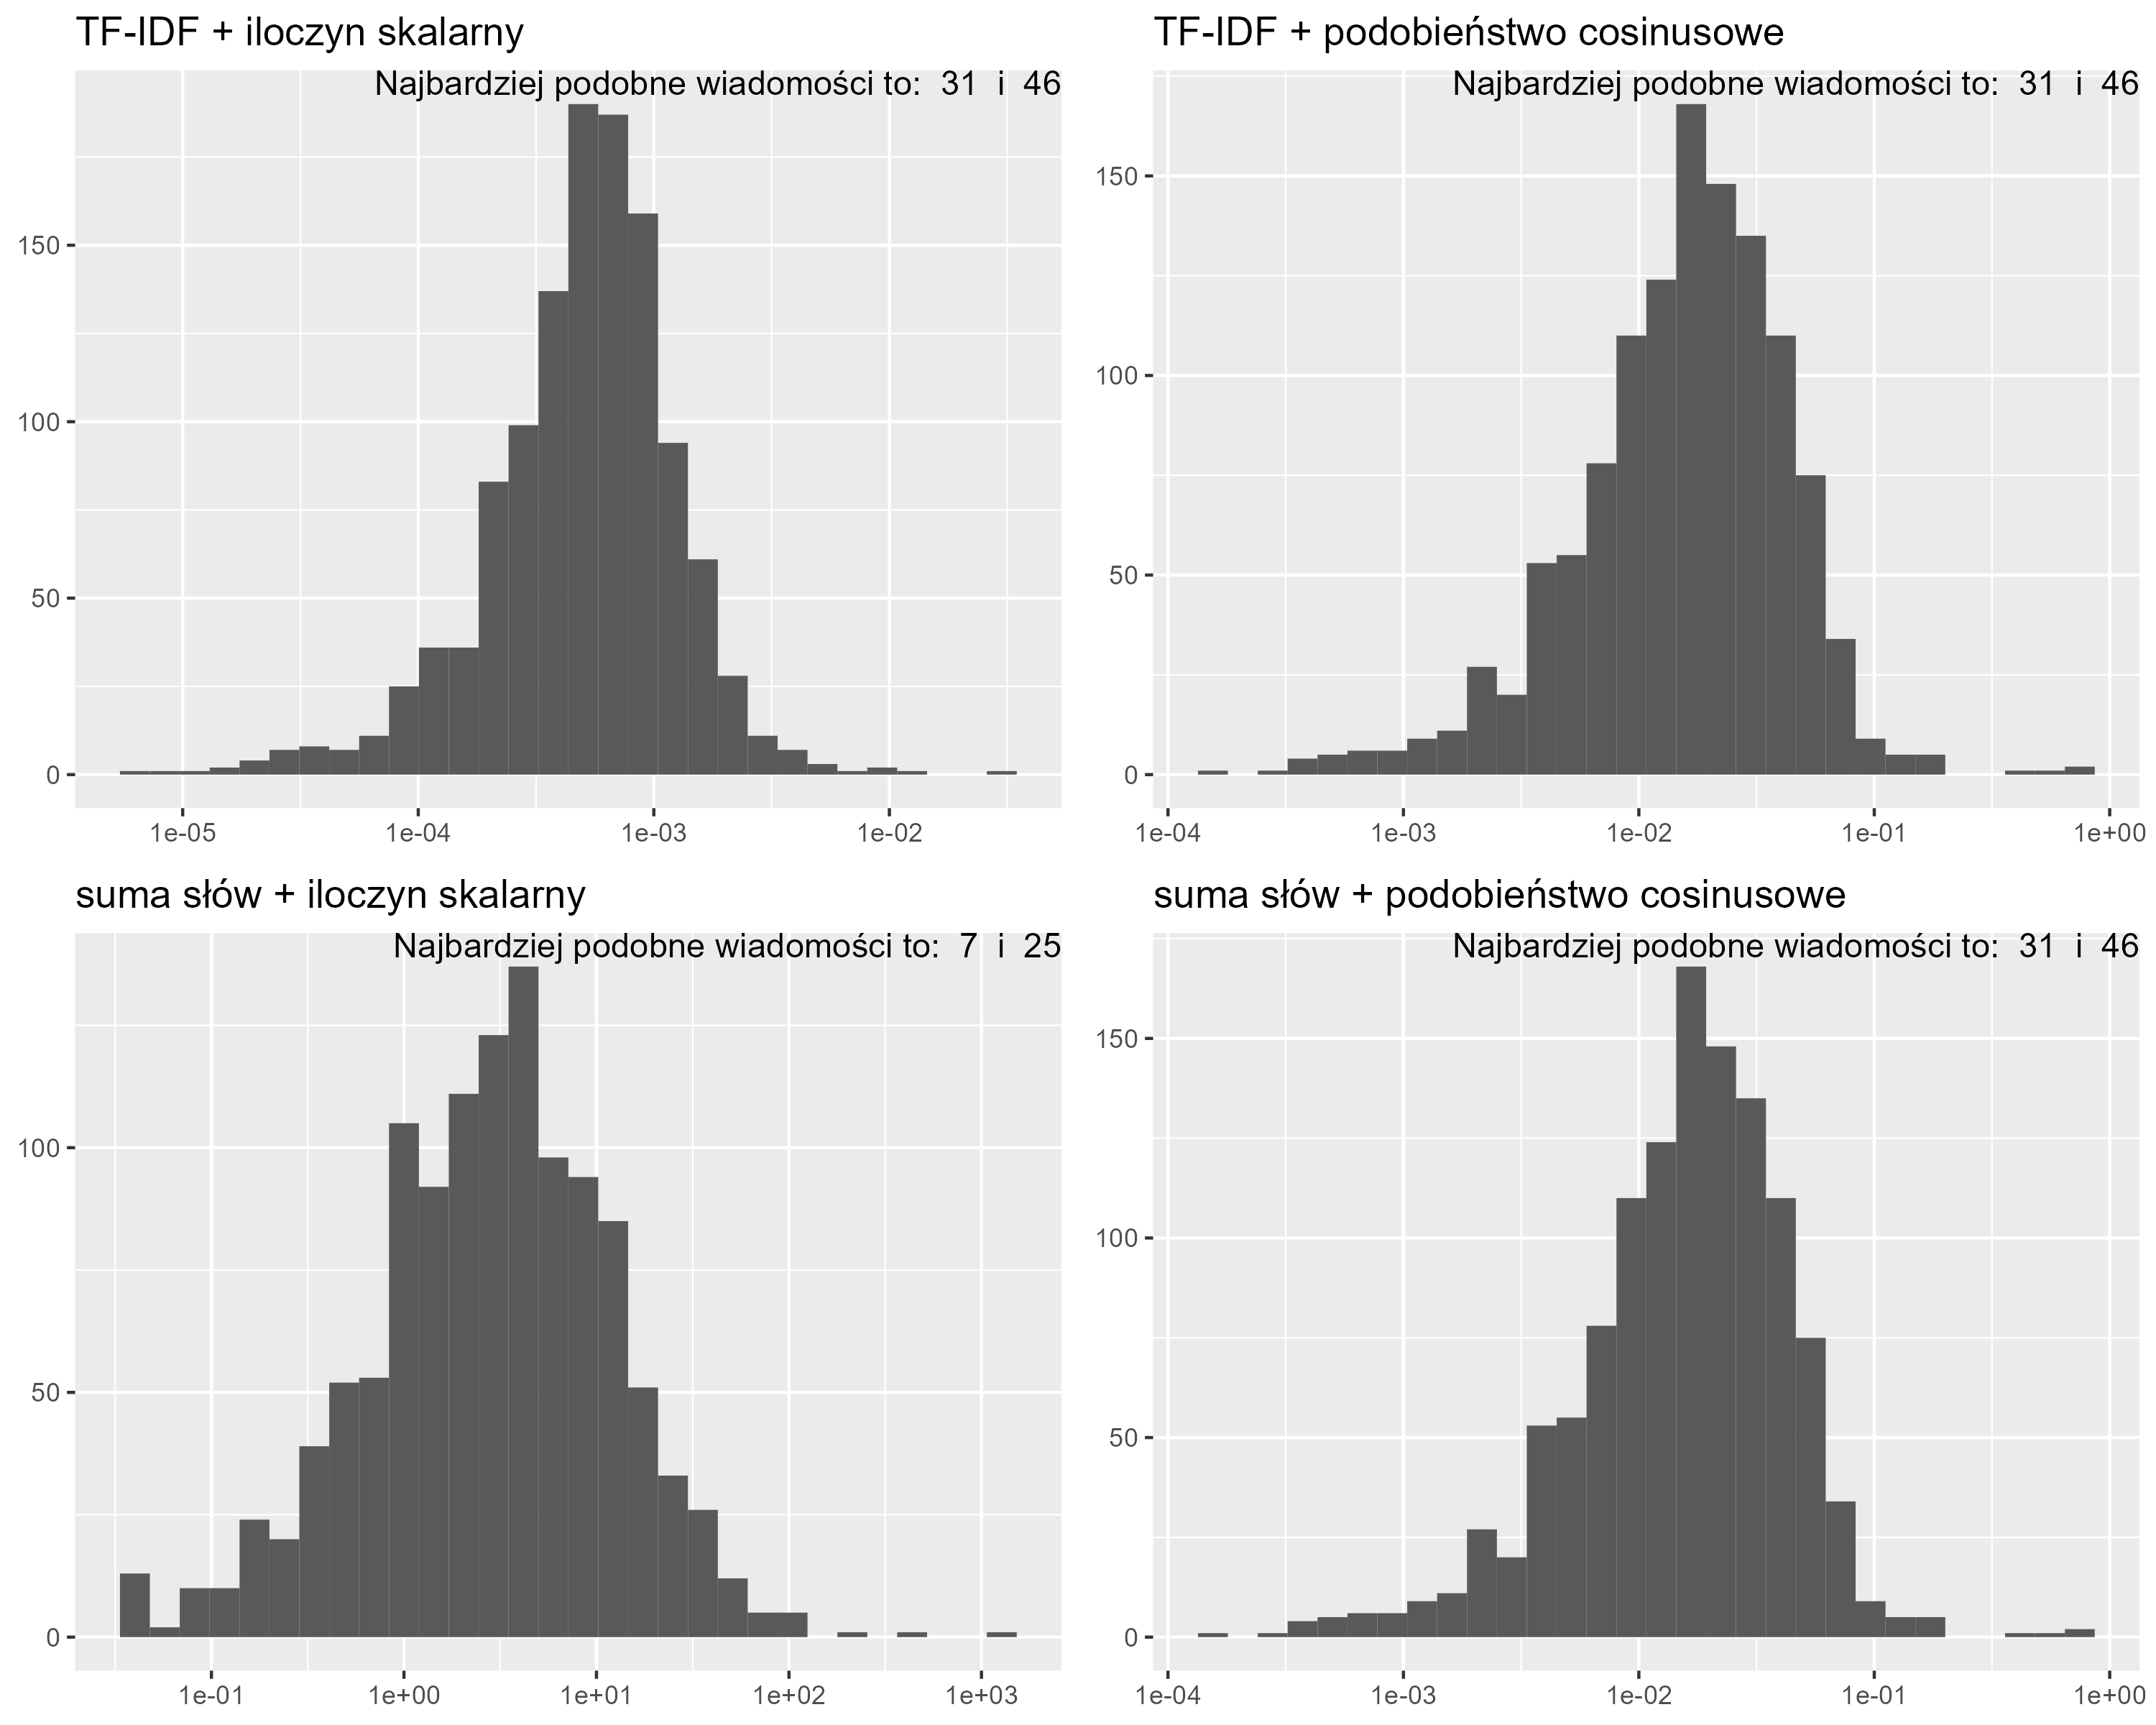 TF-IDF + iloczyn skalarny
Najbardziej podobne wiadomości to:  31  i  46
150
100
50
0
1e-05 1e-04 1e-03 1e-02
TF-IDF + podobieństwo cosinusowe
Najbardziej podobne wiadomości to:  31  i  46
150
100
50
0
1e-04 1e-03 1e-02 1e-01 1e+00
suma słów + iloczyn skalarny
Najbardziej podobne wiadomości to:  7  i  25
100
50
0
1e-01 1e+00 1e+01 1e+02 1e+03
suma słów + podobieństwo cosinusowe
Najbardziej podobne wiadomości to:  31  i  46
150
100
50
0
1e-04 1e-03 1e-02 1e-01 1e+00